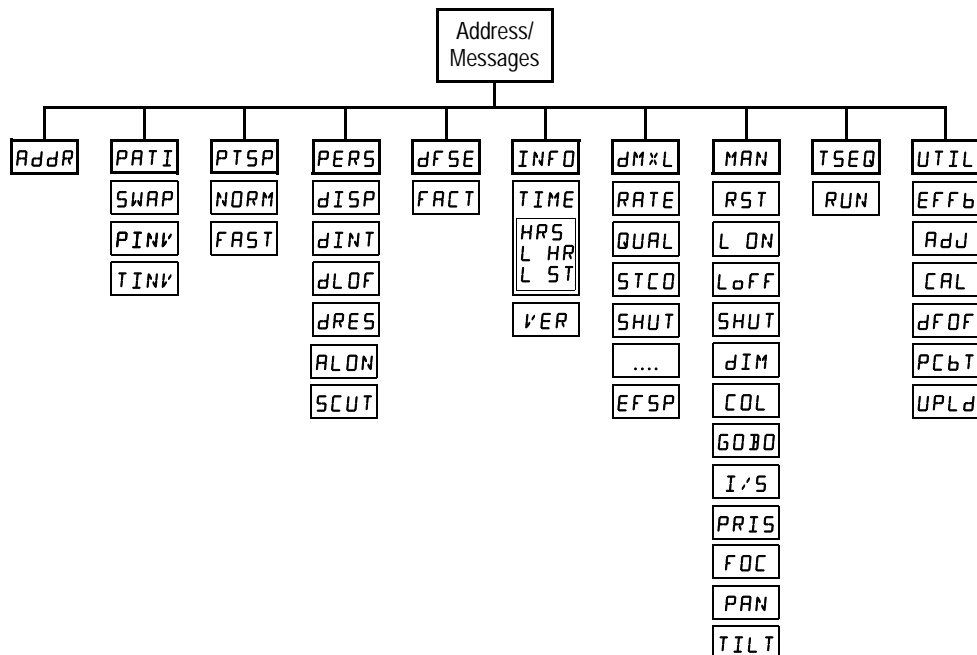 Address/
Messages
AddR
PATI
SWAP
PINV
TINV
PTSP
NORM
FAST
PERS
dISP
dINT
dLOF
dRES
ALON
SCUT
dFSE
FACT
INFO
TIME
HRS
L HR
L ST
VER
dMXL
RATE
QUAL
STCO
SHUT
....
EFSP
MAN
RST
L ON
LoFF
SHUT
dIM
COL
GOBO
I/S
PRIS
FOC
PAN
TILT
TSEQ
RUN
UTIL
EFFb
AdJ
CAL
dFOF
PCbT
UPLd